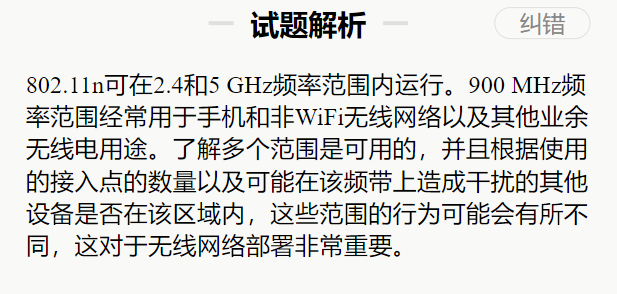 试题解析
纠错
802.11n可在2.4和5 GHz频率范围内运行。900 MHz频
率范围经常用于手机和非WiFi无线网络以及其他业余
无线电用途。了解多个范围是可用的，并且根据使用
的接入点的数量以及可能在该频带上造成干扰的其他
设备是否在该区域内，这些范围的行为可能会有所不
同，这对于无线网络部署非常重要。